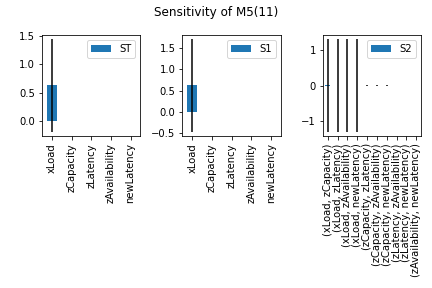 Sensitivity of M5(11)
1.5
1.0
0.5
0.0
ST
xLoad
zCapacity
zLatency
zAvailability
newLatency
1.5
1.0
0.5
0.0
−0.5
S1
xLoad
zCapacity
zLatency
zAvailability
newLatency
1
0
−1
S2
(xLoad, zCapacity)
(xLoad, zLatency)
(xLoad, zAvailability)
(xLoad, newLatency)
(zCapacity, zLatency)
(zCapacity, zAvailability)
(zCapacity, newLatency)
(zLatency, zAvailability)
(zLatency, newLatency)
(zAvailability, newLatency)